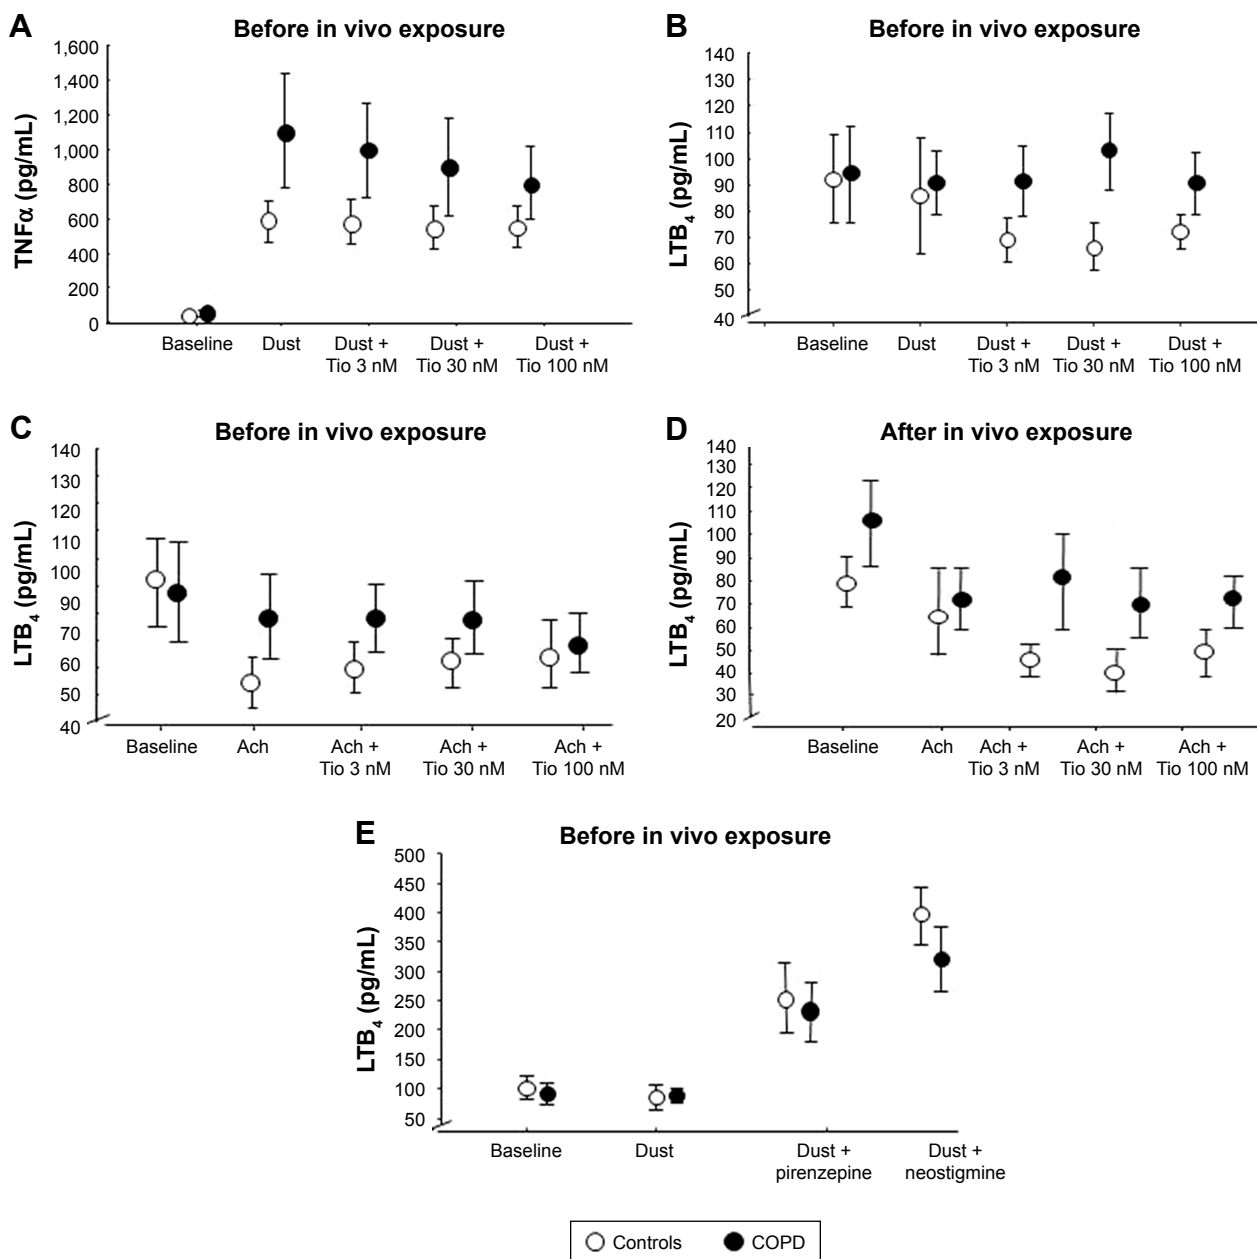 A
Before in vivo exposure
TNFα (pg/mL)
1,600
1,400
1,200
1,000
800
600
400
200
0
Baseline
Dust
Dust +
Tio 3 nM
Dust +
Tio 30 nM
Dust +
Tio 100 nM
B
Before in vivo exposure
LTB₄ (pg/mL)
140
130
120
110
100
90
80
70
60
50
40
Baseline
Dust
Dust +
Tio 3 nM
Dust +
Tio 30 nM
Dust +
Tio 100 nM
C
Before in vivo exposure
LTB₄ (pg/mL)
140
130
120
110
100
90
70
60
50
40
Baseline
Ach
Ach +
Tio 3 nM
Ach +
Tio 30 nM
Ach +
Tio 100 nM
D
After in vivo exposure
LTB₄ (pg/mL)
140
130
120
110
100
90
80
70
60
50
40
30
20
Baseline
Ach
Ach +
Tio 3 nM
Ach +
Tio 30 nM
Ach +
Tio 100 nM
E
Before in vivo exposure
LTB₄ (pg/mL)
500
450
400
350
300
250
200
150
100
50
Baseline
Dust
Dust +
pirenzepine
Dust +
neostigmine
Controls
COPD